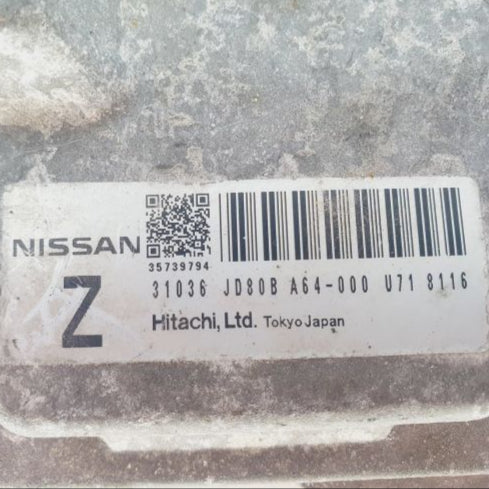 NISSAN
35739794
Z
31036 JD80B A64-000 U71 8116
Hitachi, Ltd. Tokyo Japan